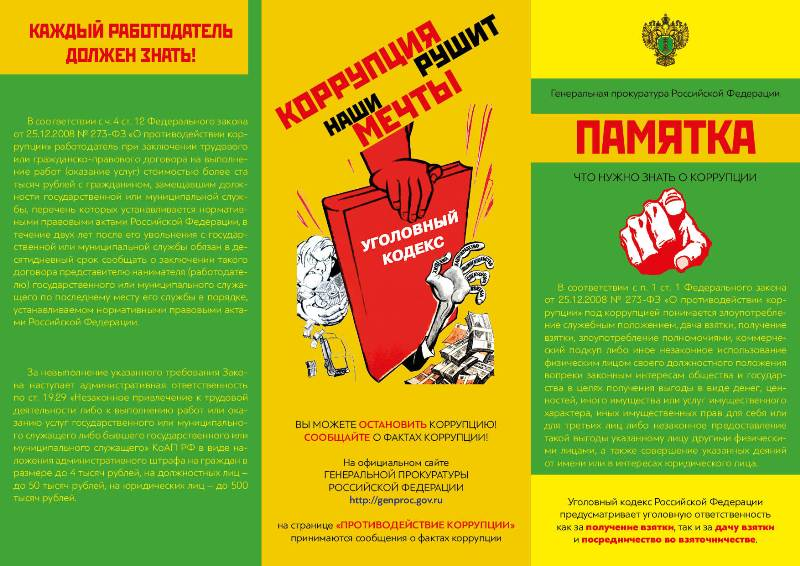 КАЖДЫЙ РАБОТОДАТЕЛЬ
ДОЛЖЕН ЗНАТЬ!
В соответствии с ч. 4 ст. 12 Федерального закона
от 25.12.2008 № 273-ФЗ «О противодействии кор-
рупции» работодатель при заключении трудового
или гражданско-правового договора на выполне-
ние работ (оказание услуг) стоимостью более ста
тысяч рублей с гражданином, замещавшим долж-
ности государственной или муниципальной служ-
бы, перечень которых устанавливается норматив-
ными правовыми актами Российской Федерации, в
течение двух лет после его увольнения с государ-
ственной или муниципальной службы обязан в де-
сятидневный срок сообщать о заключении такого
договора представителю нанимателя (работодате-
лю) государственного или муниципального служа-
щего по последнему месту его службы в порядке,
устанавливаемом нормативными правовыми акта-
ми Российской Федерации.
За невыполнение указанного требования Зако-
на наступает административная ответственность
по ст. 19.29 «Незаконное привлечение к трудовой
деятельности либо к выполнению работ или ока-
занию услуг государственного или муниципально-
го служащего либо бывшего государственного или
муниципального служащего» КоАП РФ в виде на-
ложения административного штрафа на граждан в
размере до 4 тысяч рублей, на должностных лиц –
до 50 тысяч рублей, на юридических лиц – до 500
тысяч рублей.
КОРРУПЦИЯ
РУШИТ
НАШИ
МЕЧТЫ
УГОЛОВНЫЙ
КОДЕКС
ВЫ МОЖЕТЕ ОСТАНОВИТЬ КОРРУПЦИЮ!
СООБЩАЙТЕ О ФАКТАХ КОРРУПЦИИ!
На официальном сайте
ГЕНЕРАЛЬНОЙ ПРОКУРАТУРЫ
РОССИЙСКОЙ ФЕДЕРАЦИИ
http://genproc.gov.ru
на странице «ПРОТИВОДЕЙСТВИЕ КОРРУПЦИИ»
принимаются сообщения о фактах коррупции
Генеральная прокуратура Российской Федерации
ПАМЯТКА
ЧТО НУЖНО ЗНАТЬ О КОРРУПЦИИ
В соответствии с п. 1 ст. 1 Федерального закона
от 25.12.2008 № 273-ФЗ «О противодействии кор-
рупции» под коррупцией понимается злоупотребле-
ние служебным положением, дача взятки, получение
взятки, злоупотребление полномочиями, коммерче-
ский подкуп либо иное незаконное использование
физическим лицом своего должностного положения
вопреки законным интересам общества и государ-
ства в целях получения выгоды в виде денег, цен-
ностей, иного имущества или услуг имущественного
характера, иных имущественных прав для себя или
для третьих лиц либо незаконное предоставление
такой выгоды указанному лицу другими физически-
ми лицами, а также совершение указанных деяний
от имени или в интересах юридического лица.
Уголовный кодекс Российской Федерации
предусматривает уголовную ответственность
как за получение взятки, так и за дачу взятки
и посредничество во взяточничестве.